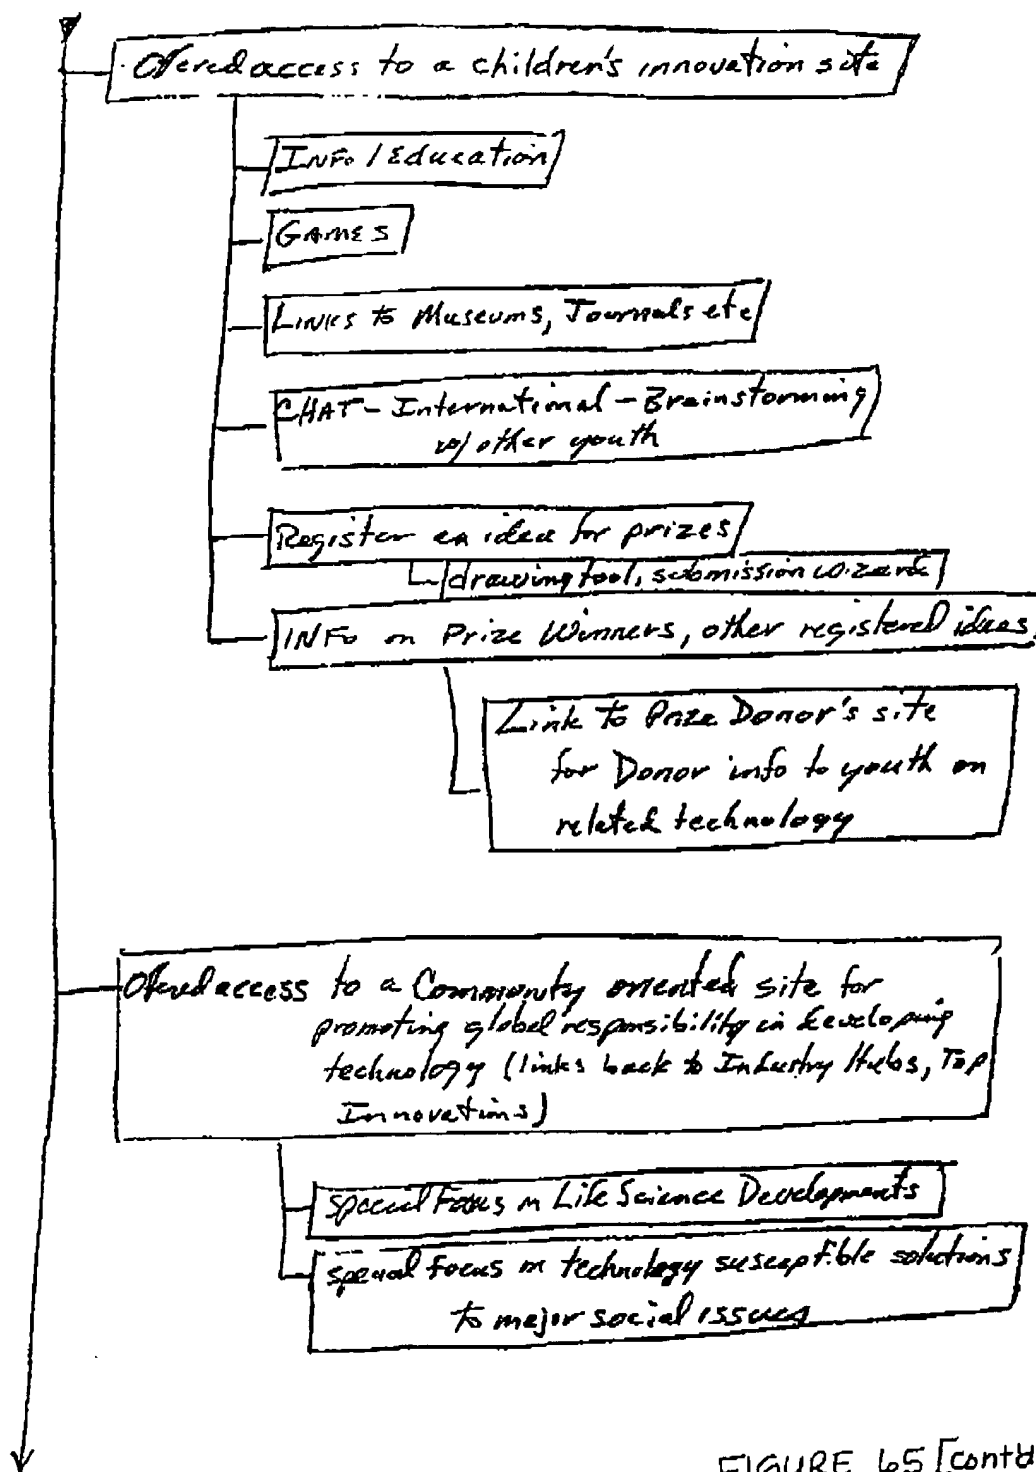 Offered access to a children's innovation site
INFO / Education
GAMES
LINKS to Museums, Journals etc
CHAT - International - Brainstorming
w/ other youth
Register an idea for prizes
drawing tool, submission wizard
INFO on Prize Winners, other registered ideas
Link to Prize Donor's site
for Donor info to youth on
related technology
Offered access to a Community oriented site for
promoting global responsibility in developing
technology (links back to Industry Hubs, Top
Innovations)
special Focus on Life Science Developments
special focus on technology susceptible solutions
to major social issues
FIGURE 65 [contd